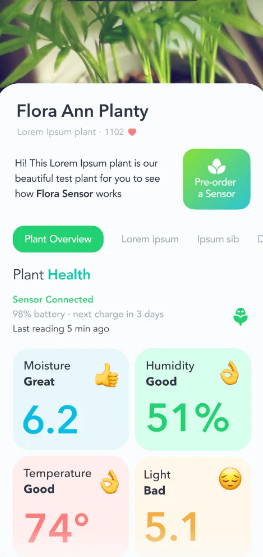 Flora Ann Planty
Lorem Ipsum plant · 1102
Hi! This Lorem Ipsum plant is our
beautiful test plant for you to see
how Flora Sensor works
Pre-order
a Sensor
Plant Overview
Lorem ipsum
Ipsum sib
D
Plant Health
Sensor Connected
98% battery · next charge in 3 days
Last reading 5 min ago
Moisture
Great
6.2
Humidity
Good
51%
Temperature
Good
74°
Light
Bad
5.1